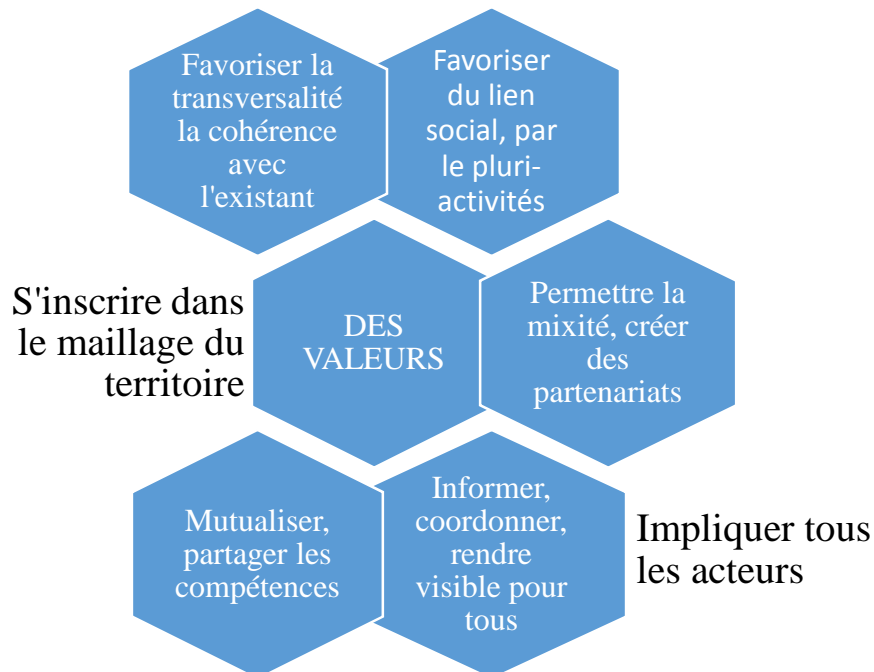 Favoriser la
transversalité
la cohérence
avec
l'existant
Favoriser
du lien
social, par
le pluri-
activités
S'inscrire dans
le maillage du
territoire
DES
VALEURS
Permettre la
mixité, créer
des
partenariats
Mutualiser,
partager les
compétences
Informer,
coordonner,
rendre
visible pour
tous
Impliquer tous
les acteurs